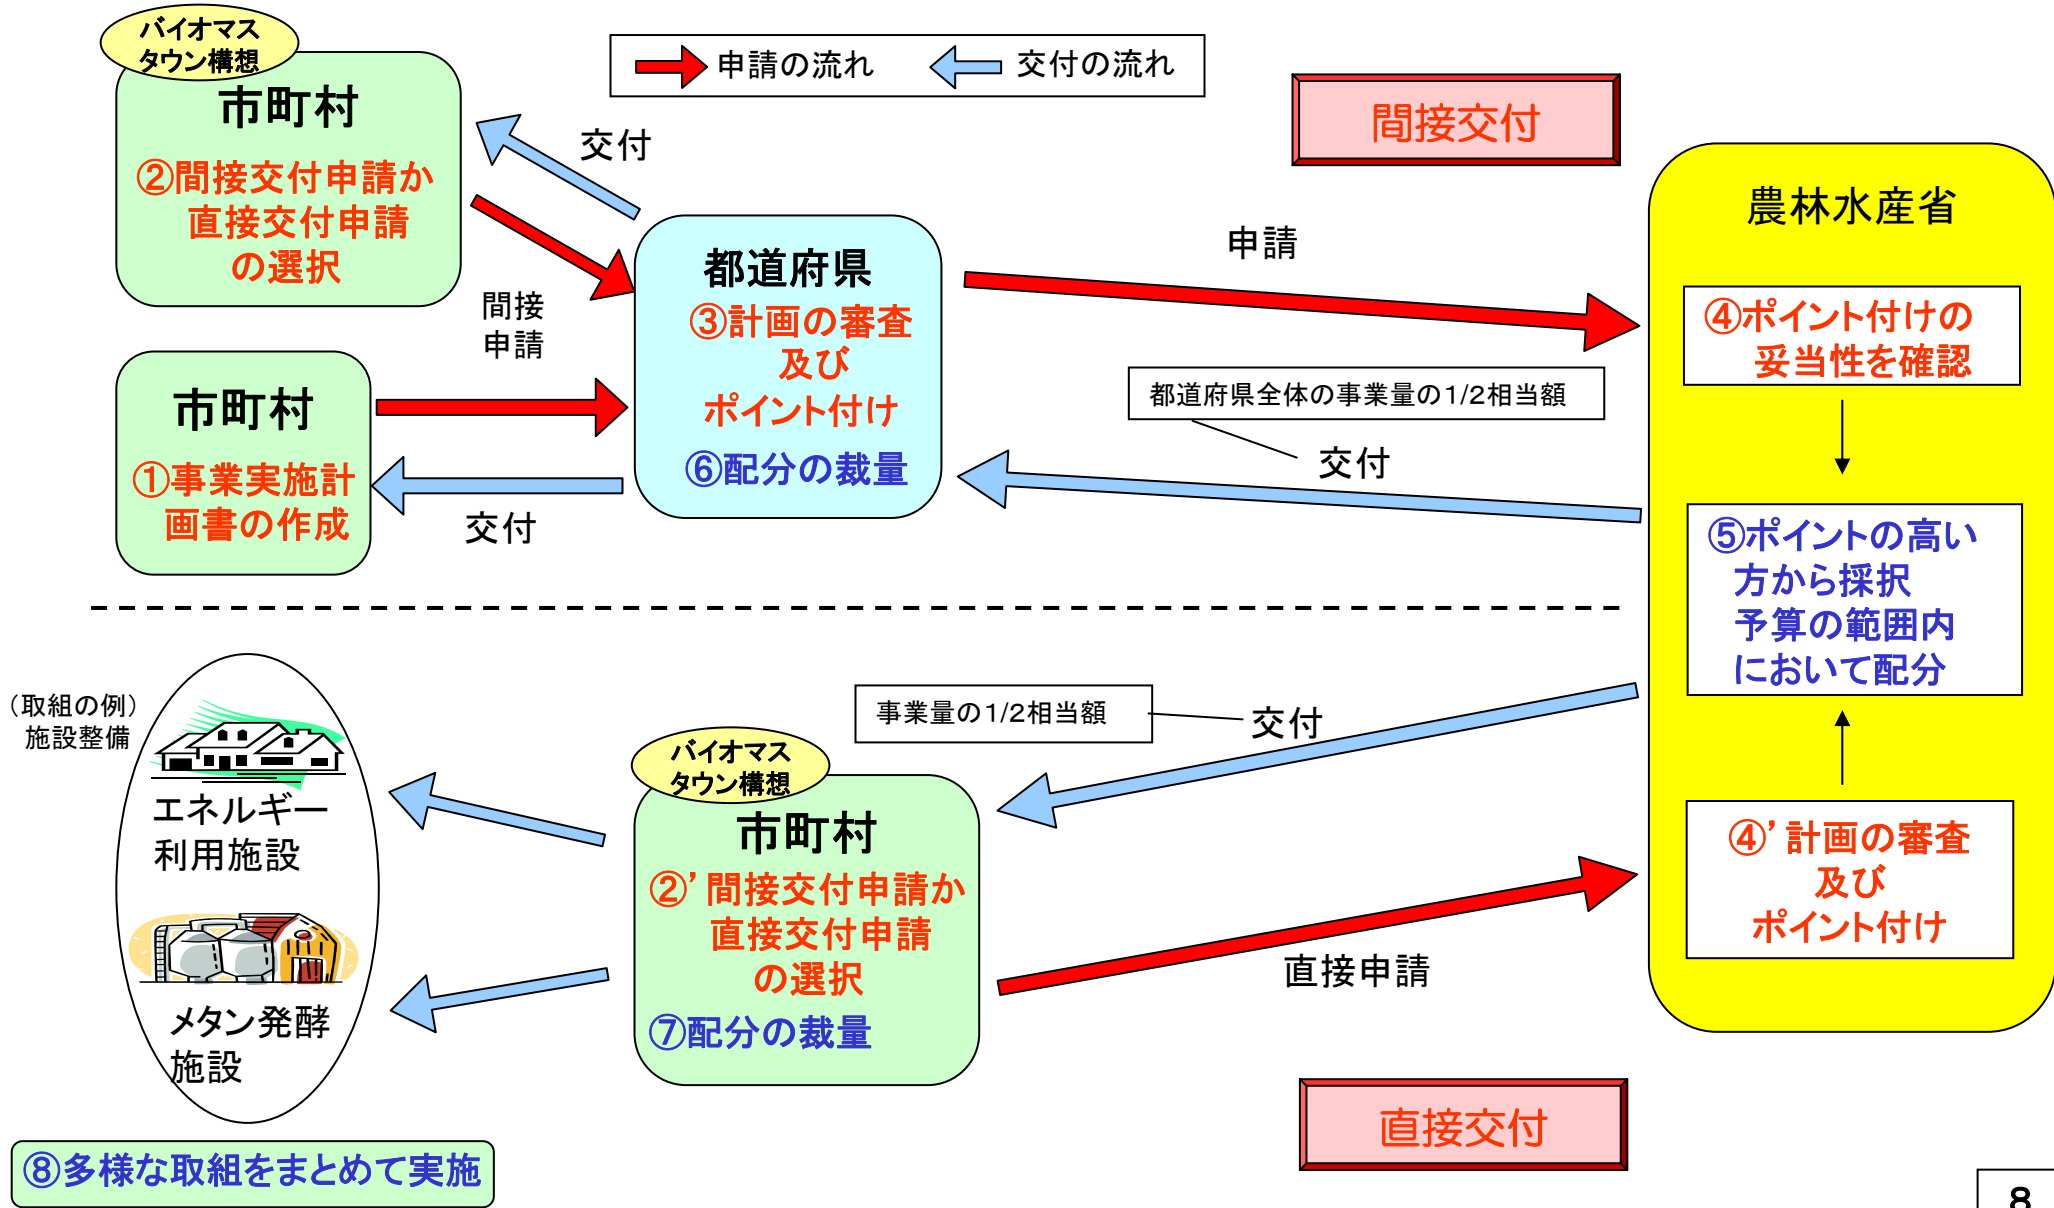 バイオマス
タウン構想
市町村
②間接交付申請か
直接交付申請
の選択
申請の流れ
交付の流れ
間接交付
交付
間接
申請
市町村
①事業実施計
画書の作成
都道府県
③計画の審査
及び
ポイント付け
⑥配分の裁量
交付
申請
都道府県全体の事業量の1/2相当額
交付
農林水産省
④ポイント付けの
妥当性を確認
⑤ポイントの高い
方から採択
予算の範囲内
において配分
④’計画の審査
及び
ポイント付け
（取組の例）
施設整備
エネルギー
利用施設
メタン発酵
施設
事業量の1/2相当額
交付
バイオマス
タウン構想
市町村
②’間接交付申請か
直接交付申請
の選択
⑦配分の裁量
直接申請
直接交付
⑧多様な取組をまとめて実施
8